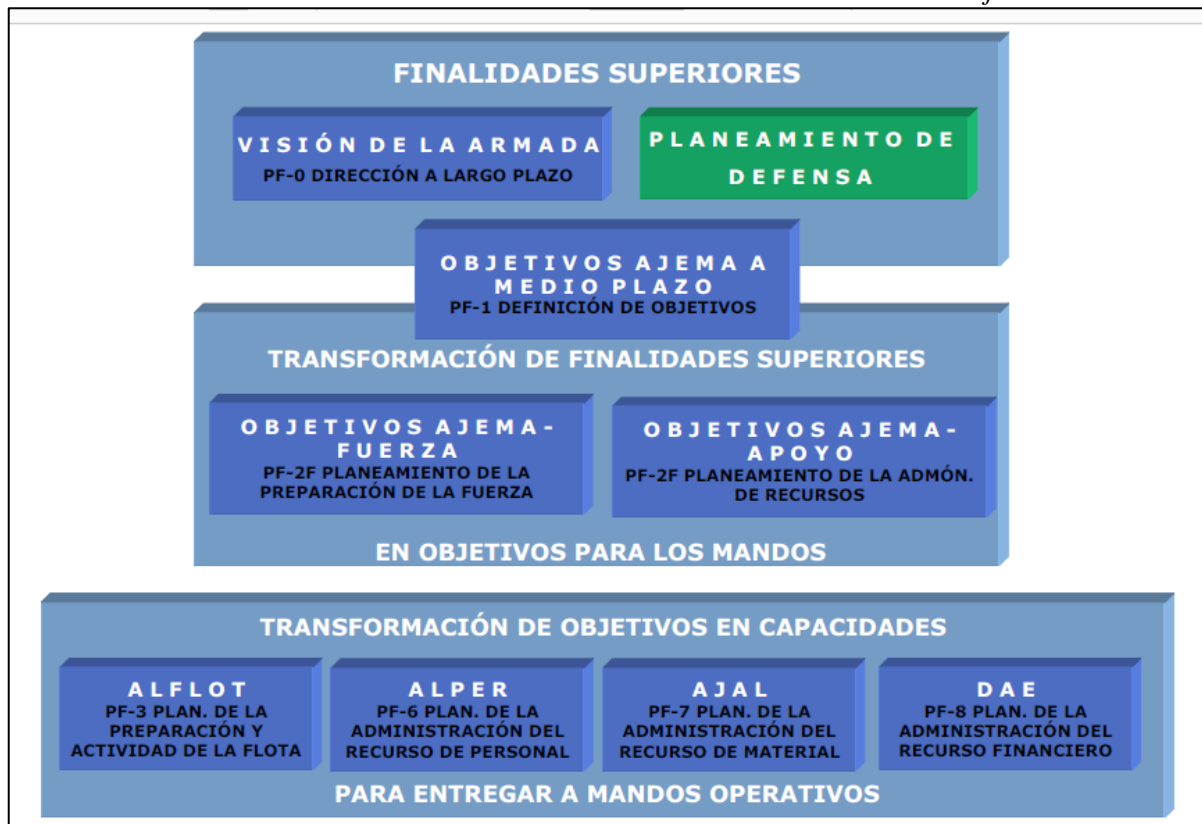 FINALIDADES SUPERIORES
VISIÓN DE LA ARMADA
PF-0 DIRECCIÓN A LARGO PLAZO
PLANEAMIENTO DE
DEFENSA
OBJETIVOS AJEMA A
MEDIO PLAZO
PF-1 DEFINICIÓN DE OBJETIVOS
TRANSFORMACIÓN DE FINALIDADES SUPERIORES
OBJETIVOS AJEMA-
FUERZA
PF-2F PLANEAMIENTO DE LA
PREPARACIÓN DE LA FUERZA
OBJETIVOS AJEMA-
APOYO
PF-2F PLANEAMIENTO DE LA ADMÓN.
DE RECURSOS
EN OBJETIVOS PARA LOS MANDOS
TRANSFORMACIÓN DE OBJETIVOS EN CAPACIDADES
ALFLOT
PF-3 PLAN. DE LA
PREPARACIÓN Y
ACTIVIDAD DE LA FLOTA
ALPER
PF-6 PLAN. DE LA
ADMINISTRACIÓN DEL
RECURSO DE PERSONAL
AJAL
PF-7 PLAN. DE LA
ADMINISTRACIÓN DEL
RECURSO DE MATERIAL
DAE
PF-8 PLAN. DE LA
ADMINISTRACIÓN DEL
RECURSO FINANCIERO
PARA ENTREGAR A MANDOS OPERATIVOS